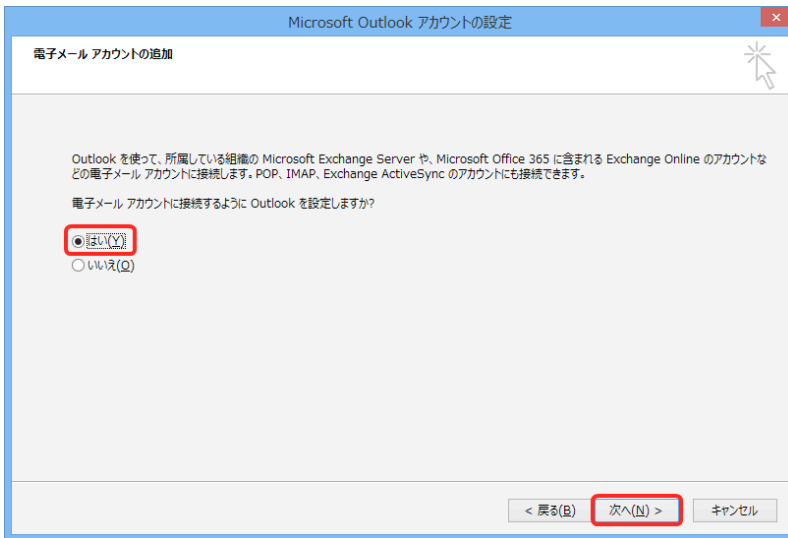 Microsoft Outlook アカウントの設定
電子メール アカウントの追加
Outlook を使って、所属している組織の Microsoft Exchange Server や、Microsoft Office 365 に含まれる Exchange Online のアカウントな
どの電子メール アカウントに接続します。POP、IMAP、Exchange ActiveSync のアカウントにも接続できます。
電子メール アカウントに接続するように Outlook を設定しますか?
はい(Y)
いいえ(O)
< 戻る(B) 次へ(N) > キャンセル